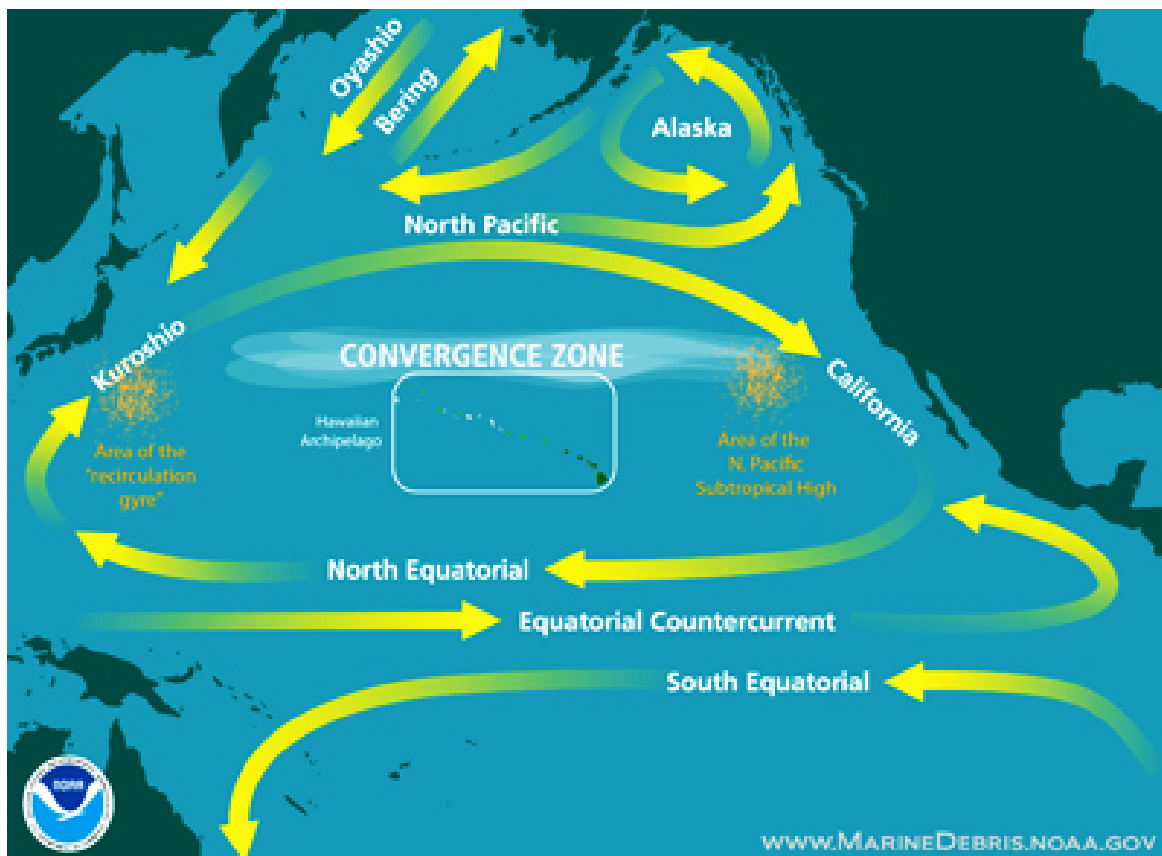 Oyashio
Bering
Alaska
North Pacific
Kuroshio
CONVERGENCE ZONE
California
Hawaiian
Archipelago
Area of the
"recirculation
gyre"
Area of the
N. Pacific
Subtropical High
North Equatorial
Equatorial Countercurrent
South Equatorial
WWW.MARINEDEBRIS.NOAA.GOV